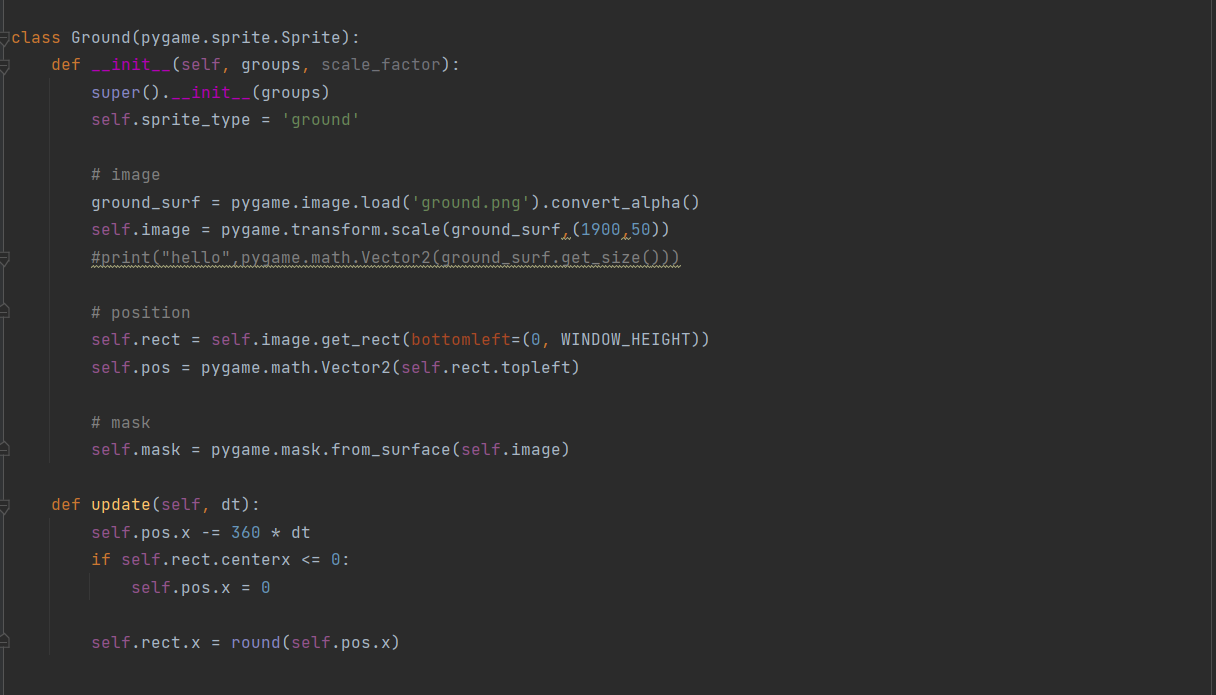 class Ground(pygame.sprite.Sprite):
    def __init__(self, groups, scale_factor):
        super().__init__(groups)
        self.sprite_type = 'ground'
        # image
        ground_surf = pygame.image.load('ground.png').convert_alpha()
        self.image = pygame.transform.scale(ground_surf,(1900,50))
        #print("hello",pygame.math.Vector2(ground_surf.get_size()))
        # position
        self.rect = self.image.get_rect(bottomleft=(0, WINDOW_HEIGHT))
        self.pos = pygame.math.Vector2(self.rect.topleft)
        # mask
        self.mask = pygame.mask.from_surface(self.image)
    def update(self, dt):
        self.pos.x -= 360 * dt
        if self.rect.centerx <= 0:
            self.pos.x = 0
        self.rect.x = round(self.pos.x)